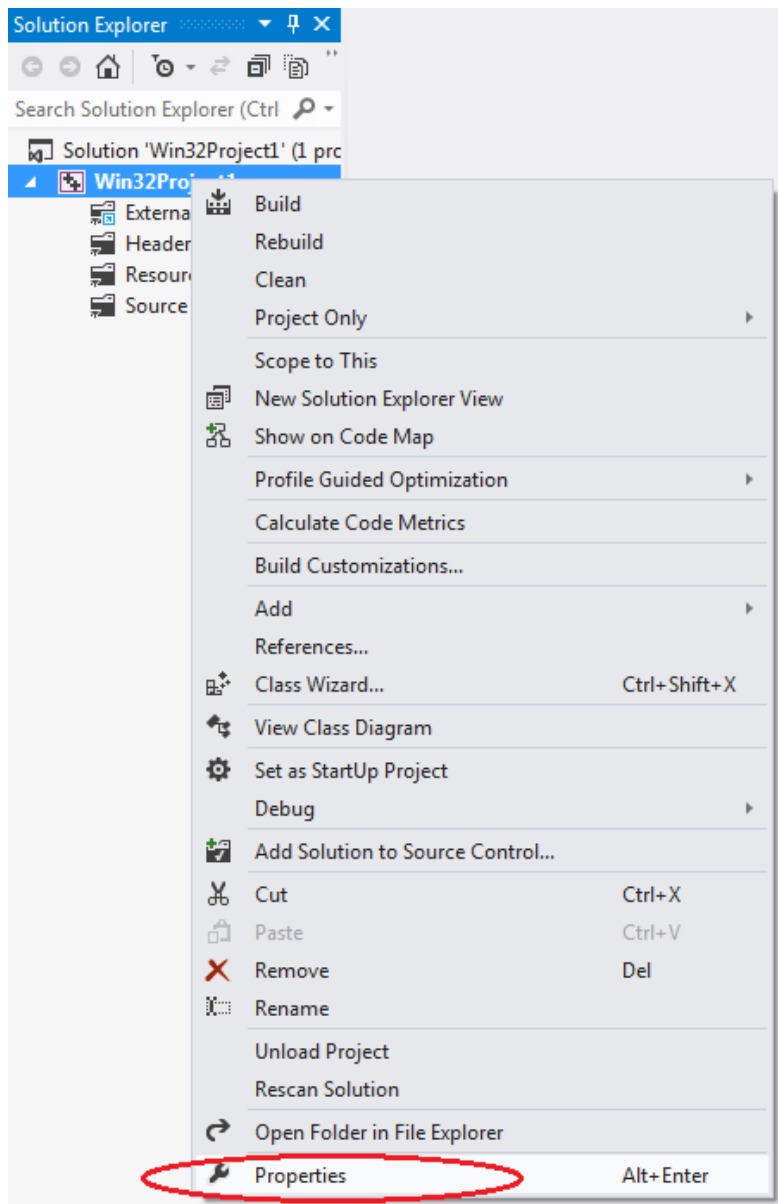 Solution Explorer
Search Solution Explorer (Ctrl
Solution 'Win32Project1' (1 prc
Win32Project1
Externa
Header
Resour
Source
Build
Rebuild
Clean
Project Only
Scope to This
New Solution Explorer View
Show on Code Map
Profile Guided Optimization
Calculate Code Metrics
Build Customizations...
Add
References...
Class Wizard... Ctrl+Shift+X
View Class Diagram
Set as StartUp Project
Debug
Add Solution to Source Control...
Cut Ctrl+X
Paste Ctrl+V
Remove Del
Rename
Unload Project
Rescan Solution
Open Folder in File Explorer
Properties Alt+Enter